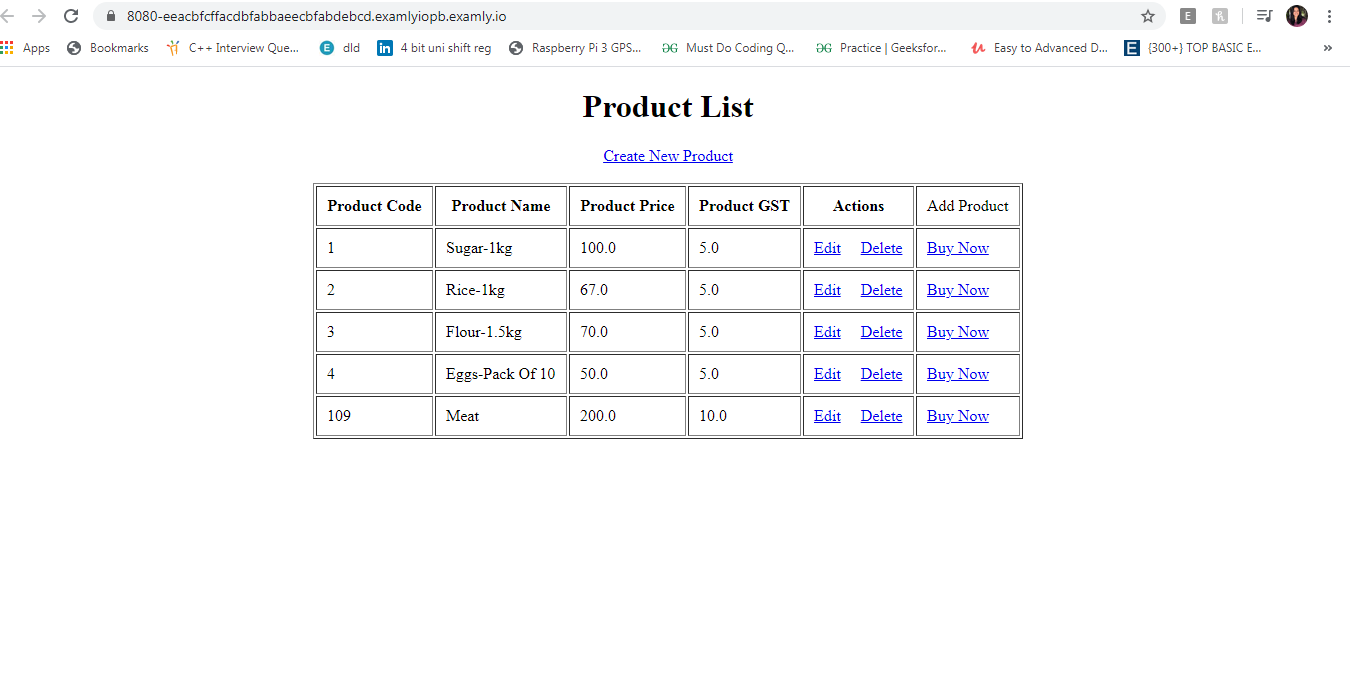 8080-eeacbfcffacdbfabbaeecbfabdebcd.examlyiopb.examly.io
E
Apps Bookmarks C++ Interview Que... E dld in 4 bit uni shift reg Raspberry Pi 3 GPS... Must Do Coding Q... Practice | Geeksfor... Easy to Advanced D... E {300+} TOP BASIC E... »
Product List
Create New Product
Product Code Product Name Product Price Product GST Actions Add Product
1 Sugar-1kg 100.0 5.0 Edit Delete Buy Now
2 Rice-1kg 67.0 5.0 Edit Delete Buy Now
3 Flour-1.5kg 70.0 5.0 Edit Delete Buy Now
4 Eggs-Pack Of 10 50.0 5.0 Edit Delete Buy Now
109 Meat 200.0 10.0 Edit Delete Buy Now